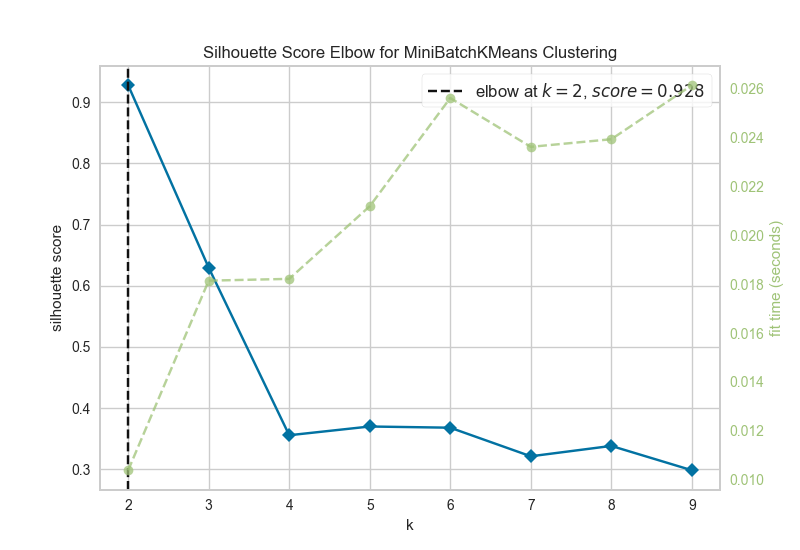 Silhouette Score Elbow for MiniBatchKMeans Clustering
elbow at k = 2, score = 0.928
silhouette score
0.9
0.8
0.7
0.6
0.5
0.4
0.3
0.026
0.024
0.022
0.020
0.018
0.016
0.014
0.012
0.010
fit time (seconds)
2 3 4 5 6 7 8 9
k